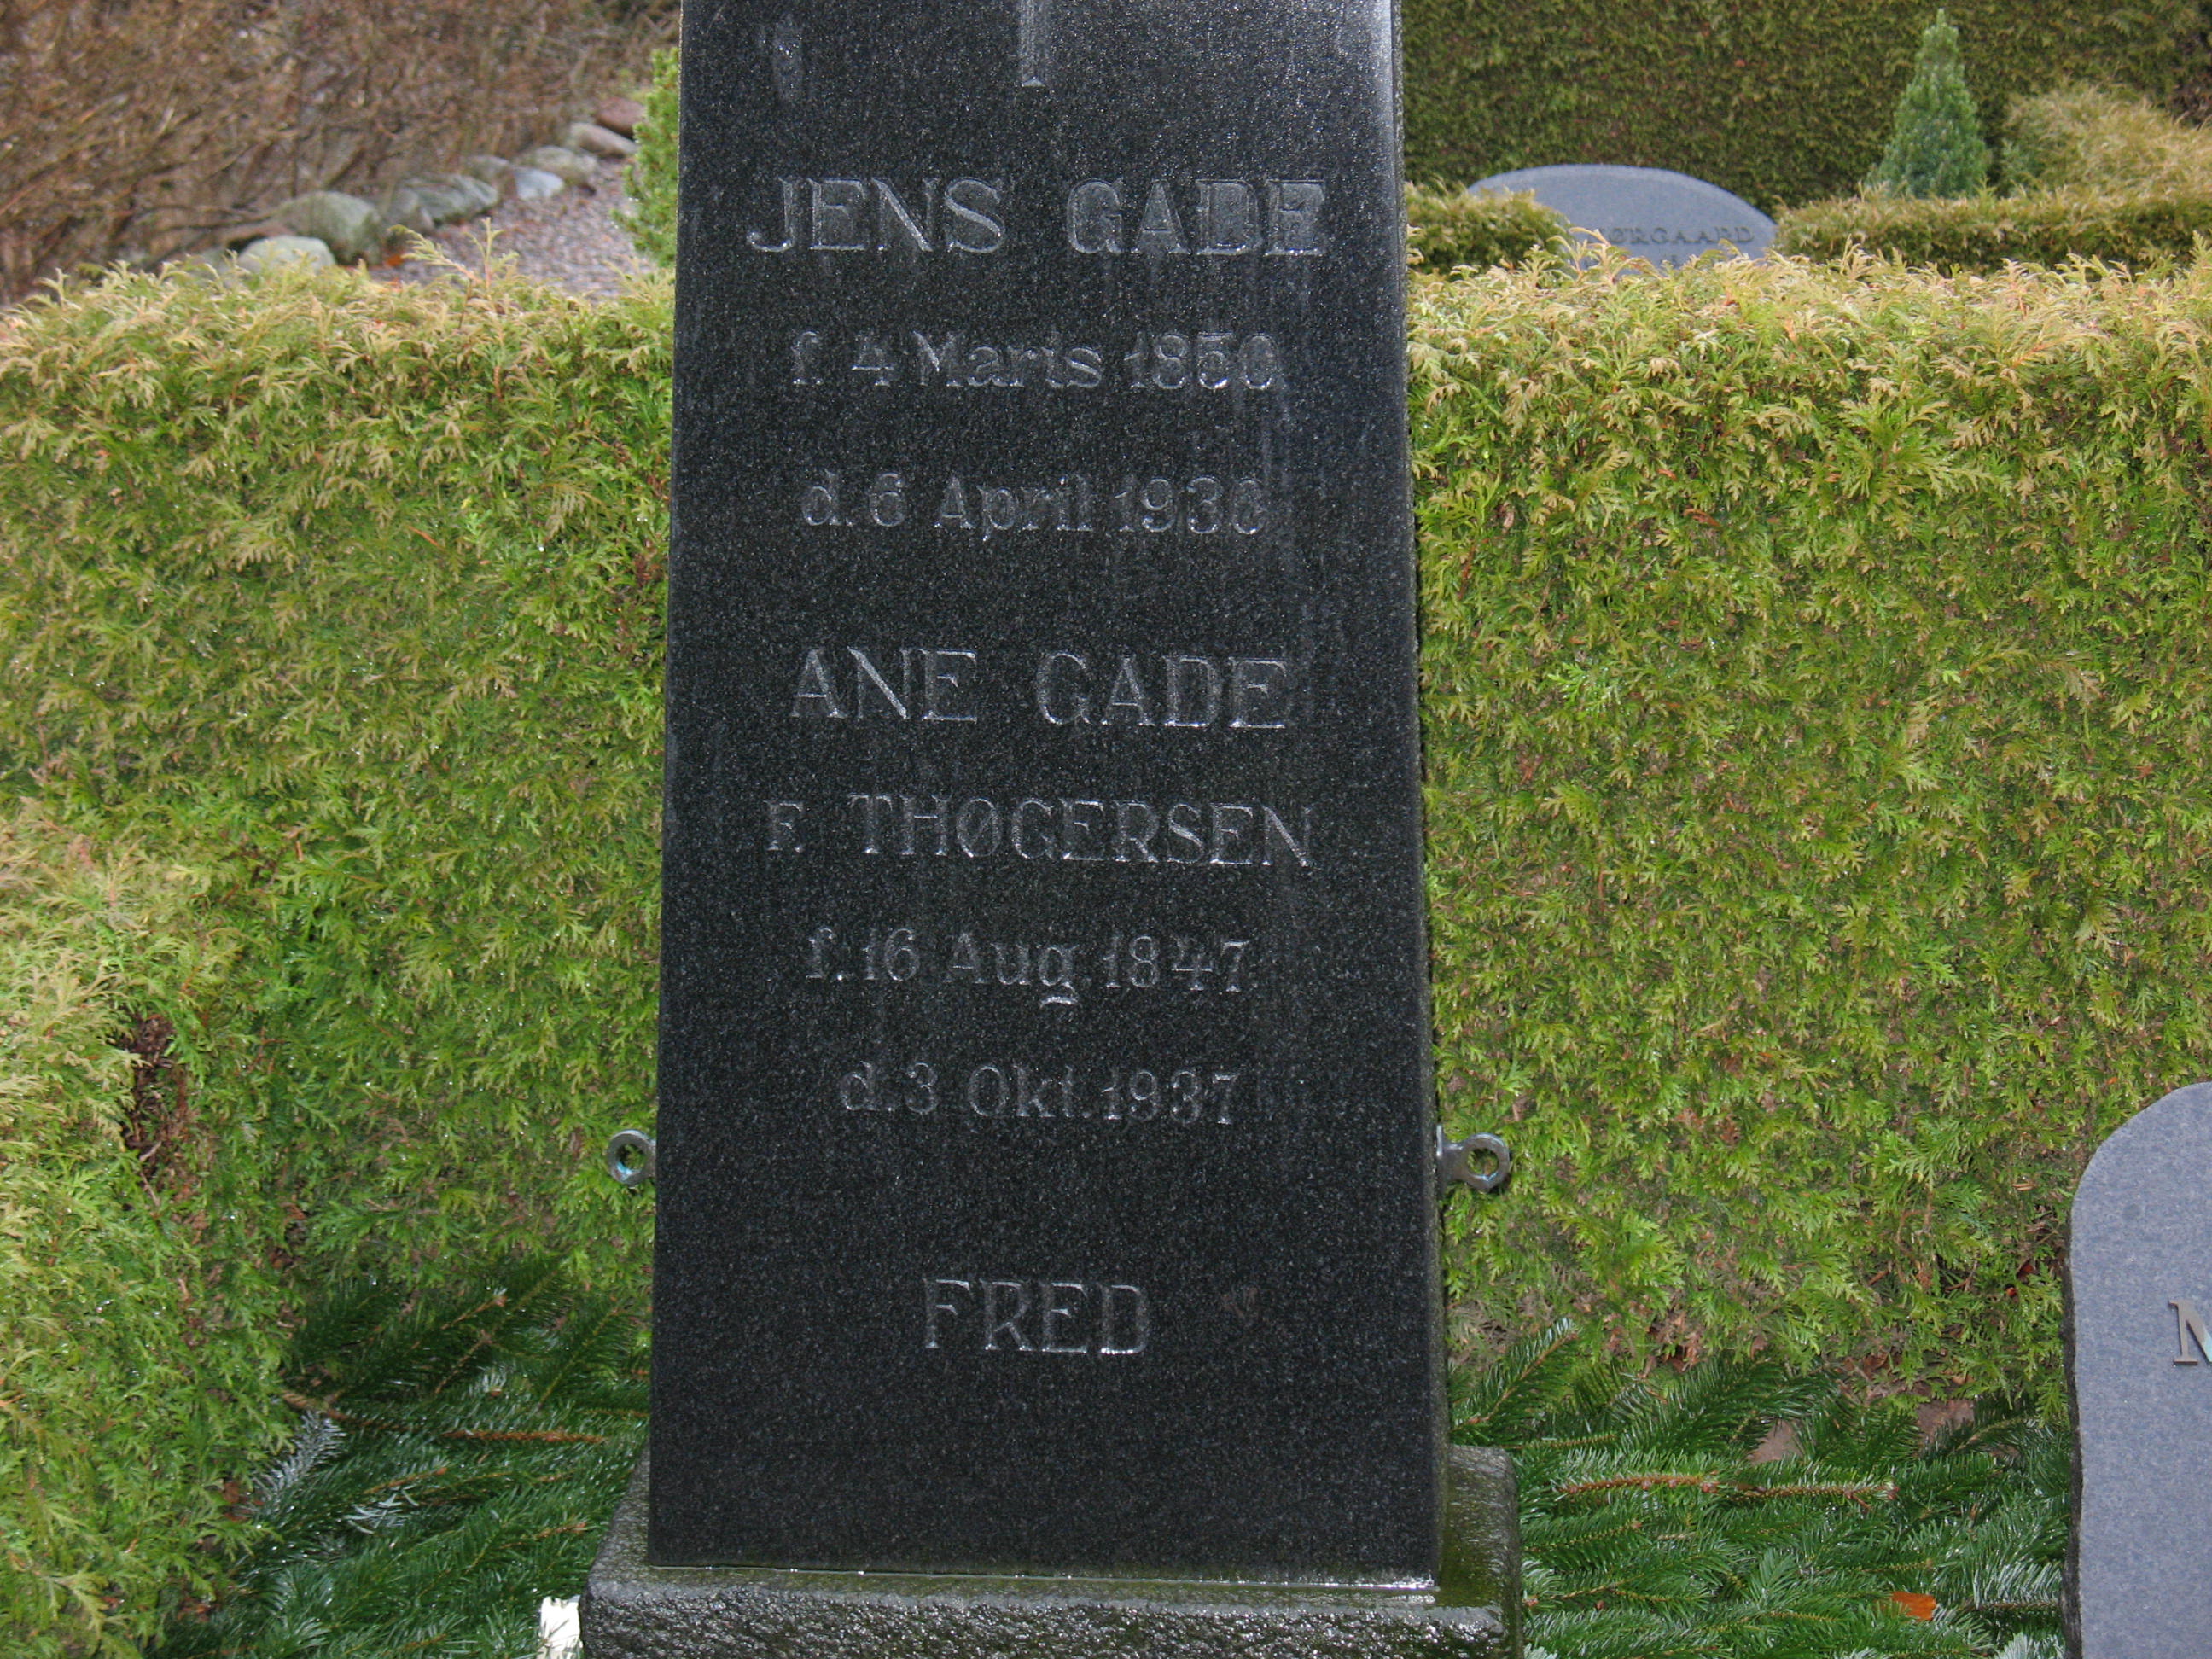 JENS GADE
f. 4 Marts 1850
d. 6 April 1936
ANE GADE
F. THØGERSEN
f. 16 Aug. 1847
d. 3 Okt. 1937
FRED